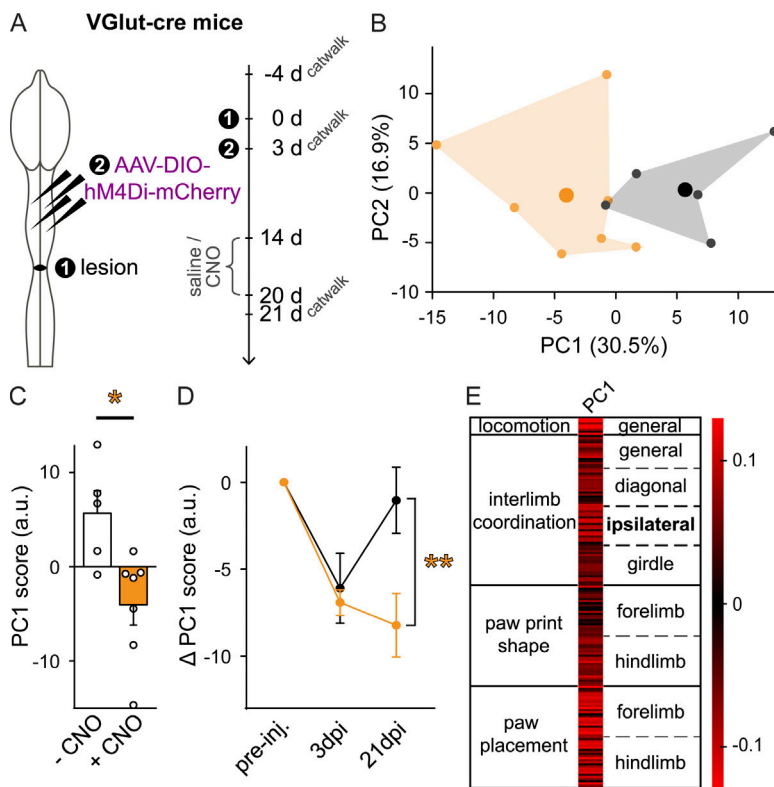 A
VGlut-cre mice
-4 d catwalk
1 0 d
2 3 d catwalk
2 AAV-DIO-
hM4Di-mCherry
14 d
saline /
CNO
1 lesion
20 d
21 d catwalk
B
PC2 (16.9%)
10
5
0
-5
-10
-15 -10 -5 0 5 10
PC1 (30.5%)
C
*
PC1 score (a.u.)
10
0
-10
- CNO
+ CNO
D
Δ PC1 score (a.u.)
0
-5
-10
**
pre-inj.
3dpi
21dpi
E
PC1
locomotion general
interlimb
coordination
general
diagonal
ipsilateral
girdle
paw print
shape
forelimb
hindlimb
paw
placement
forelimb
hindlimb
0.1
0
-0.1